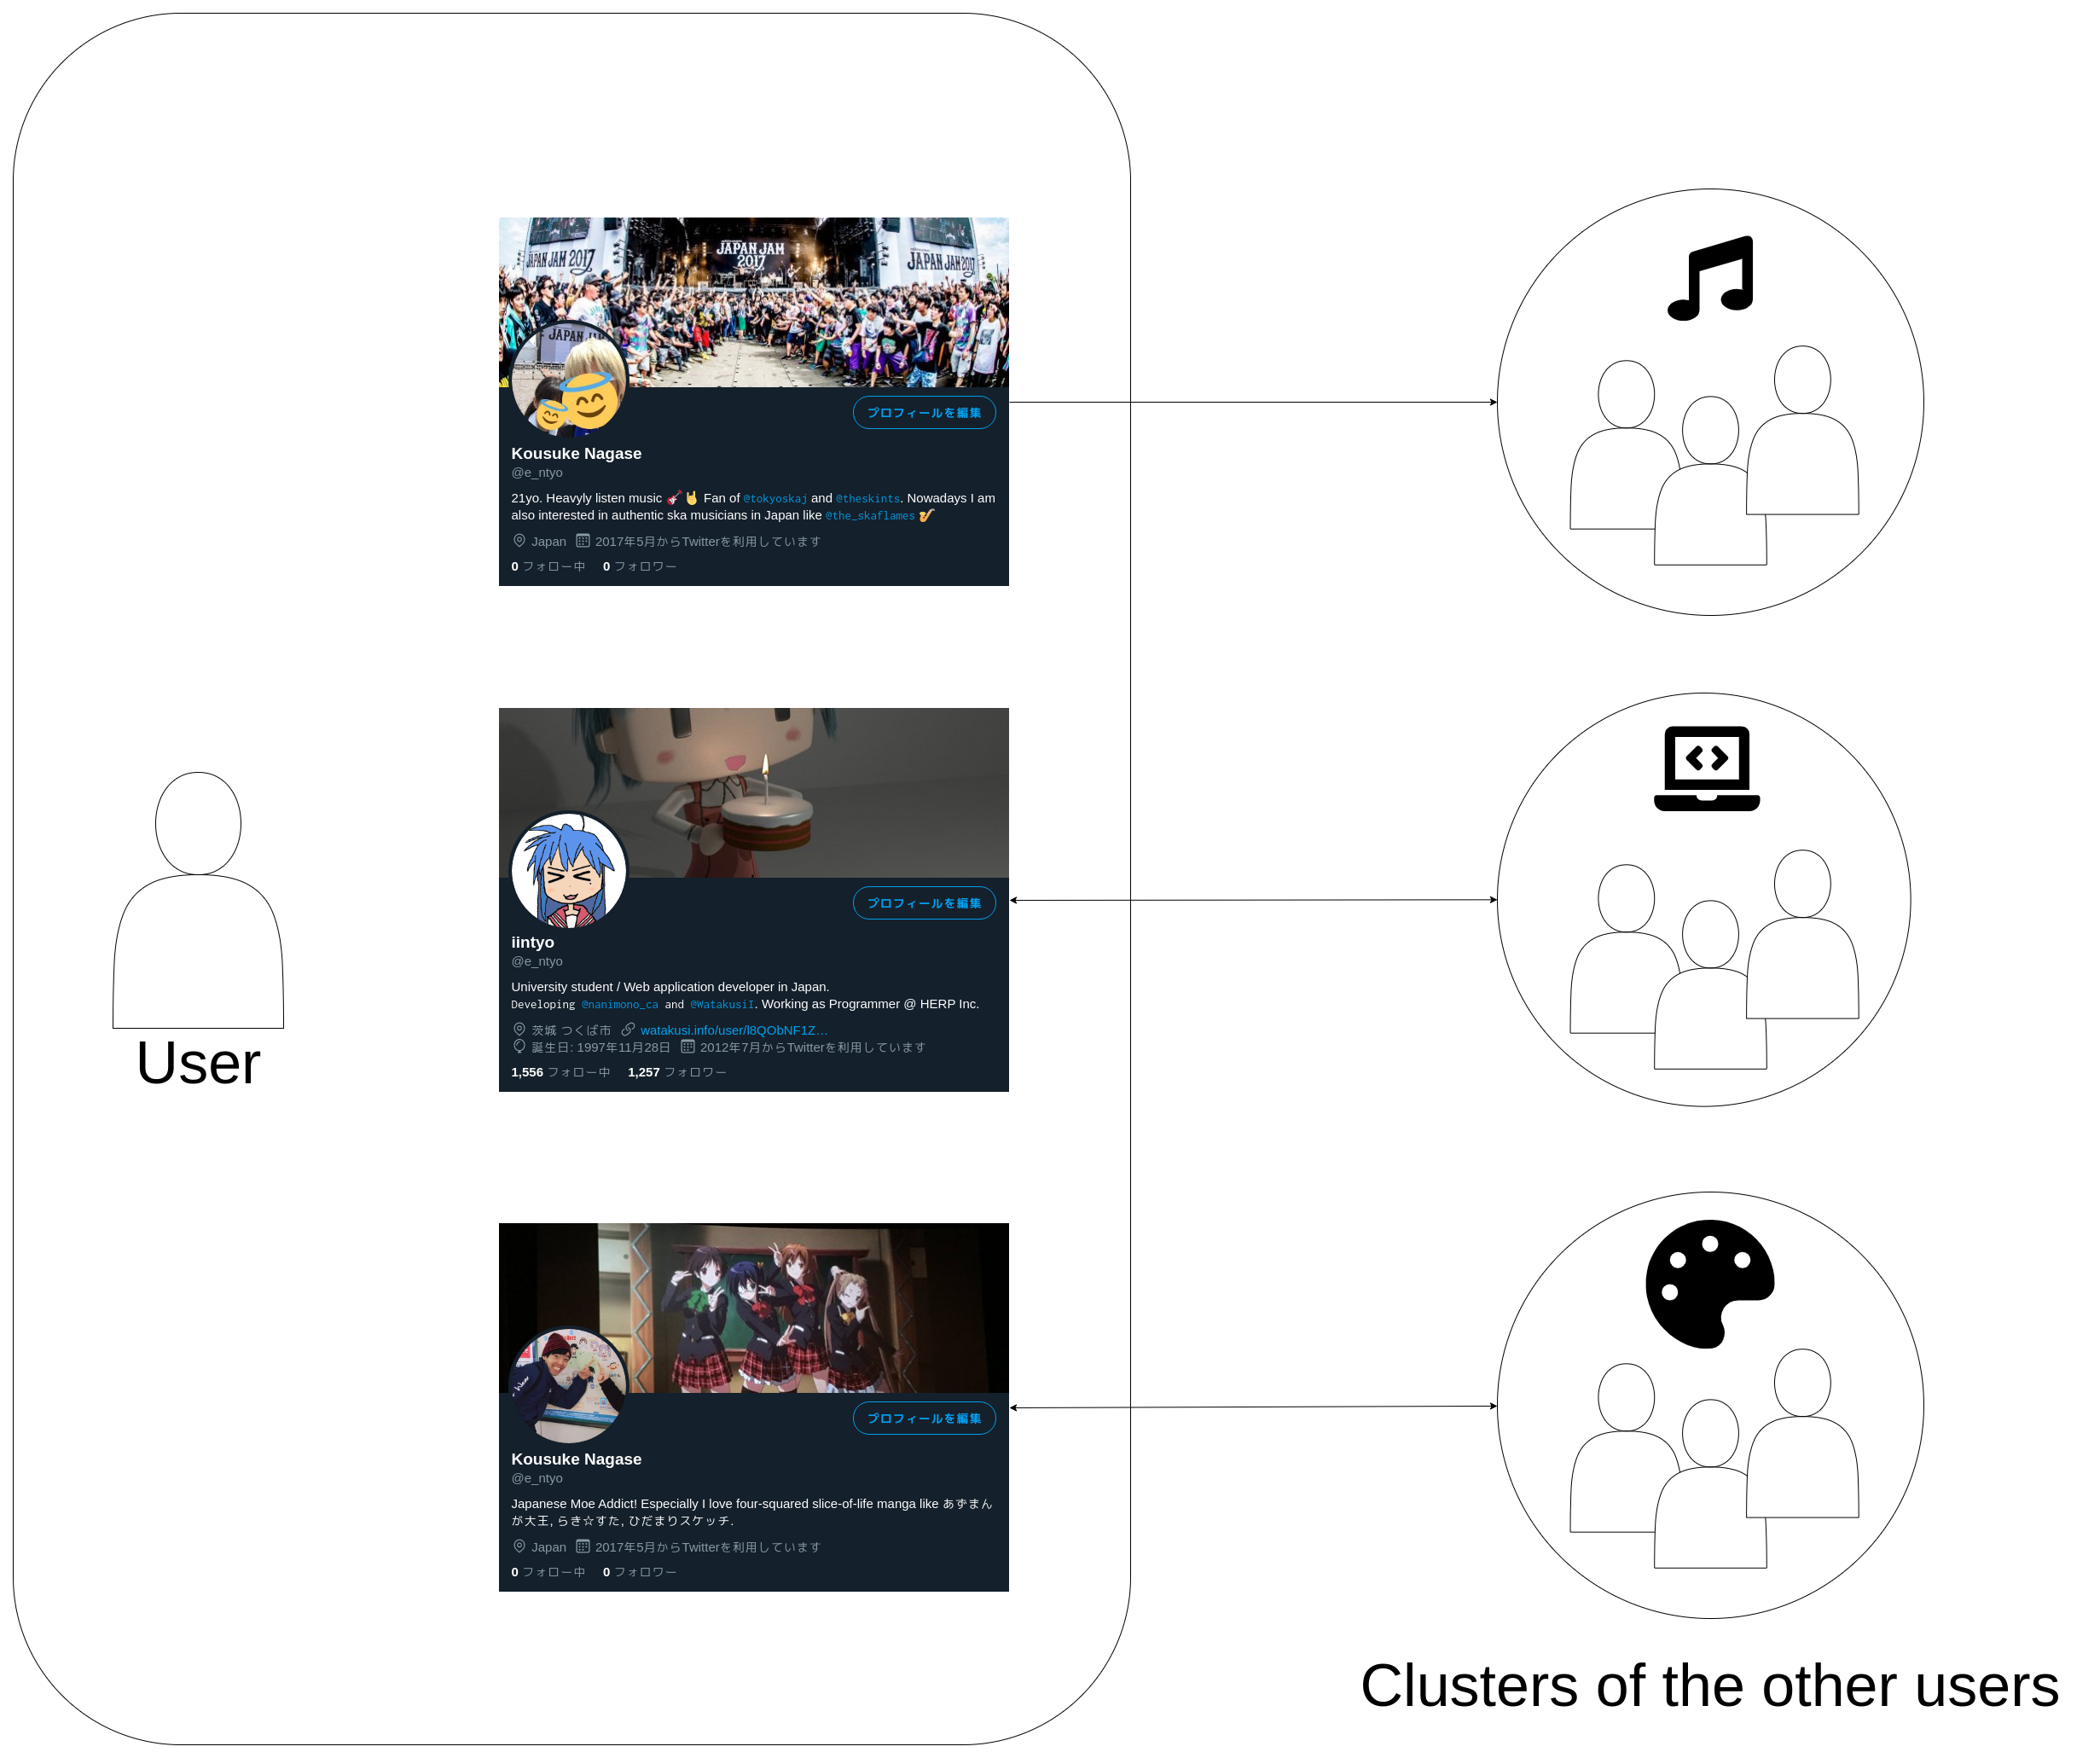 JAPAN JAM 2017
JAPAN JAM
2017
JAPAN JAM 2017
JAPAN JAM
プロフィールを編集
Kousuke Nagase
@e_ntyo
21yo. Heavyly listen music 🎸🤘 Fan of @tokyoskaj and @theskints. Nowadays I am
also interested in authentic ska musicians in Japan like @the_skaflames 🎷
Japan 2017年5月からTwitterを利用しています
0 フォロー中 0 フォロワー
プロフィールを編集
iintyo
@e_ntyo
University student / Web application developer in Japan.
Developing @nanimono_ca and @WatakusiI. Working as Programmer @ HERP Inc.
茨城 つくば市 watakusi.info/user/l8QObNF1Z…
誕生日: 1997年11月28日 2012年7月からTwitterを利用しています
1,556 フォロー中 1,257 フォロワー
User
プロフィールを編集
Kousuke Nagase
@e_ntyo
Japanese Moe Addict! Especially I love four-squared slice-of-life manga like あずまん
が大王, らき☆すた, ひだまりスケッチ.
Japan 2017年5月からTwitterを利用しています
0 フォロー中 0 フォロワー
Clusters of the other users